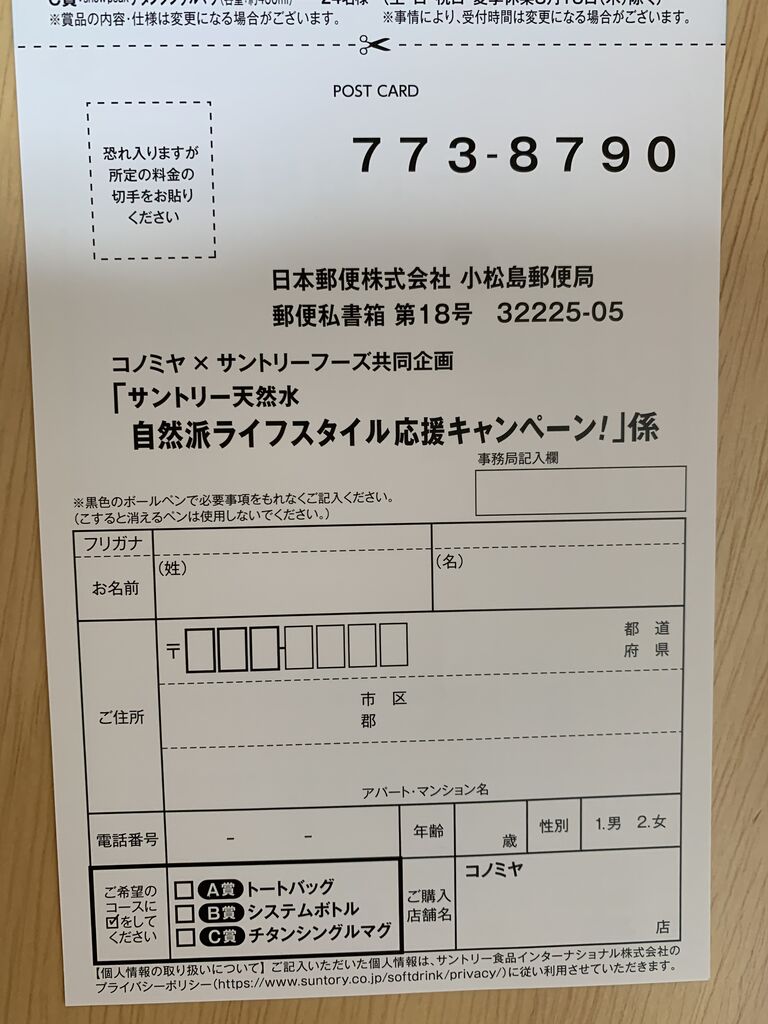 24名様
※賞品の内容・仕様は変更になる場合がございます。
※事情により、受付時間は変更になる場合がございます。
POST CARD
恐れ入りますが
所定の料金の
切手をお貼り
ください
773-8790
日本郵便株式会社 小松島郵便局
郵便私書箱 第18号 32225-05
コノミヤ×サントリーフーズ共同企画
「サントリー天然水
自然派ライフスタイル応援キャンペーン!」係
事務局記入欄
※黒色のボールペンで必要事項をもれなくご記入ください。
(こすると消えるペンは使用しないでください。)
フリガナ
お名前
(姓)
(名)
ご住所
〒
都 道
府 県
市 区
郡
アパート・マンション名
電話番号
- -
年齢
歳
性別
1.男 2.女
ご希望の
コースに
☑をして
ください
□ A賞 トートバッグ
□ B賞 システムボトル
□ C賞 チタンシングルマグ
ご購入
店舗名
コノミヤ
店
【個人情報の取り扱いについて】ご記入いただいた個人情報は、サントリー食品インターナショナル株式会社の
プライバシーポリシー(https://www.suntory.co.jp/softdrink/privacy/)に従い利用させていただきます。